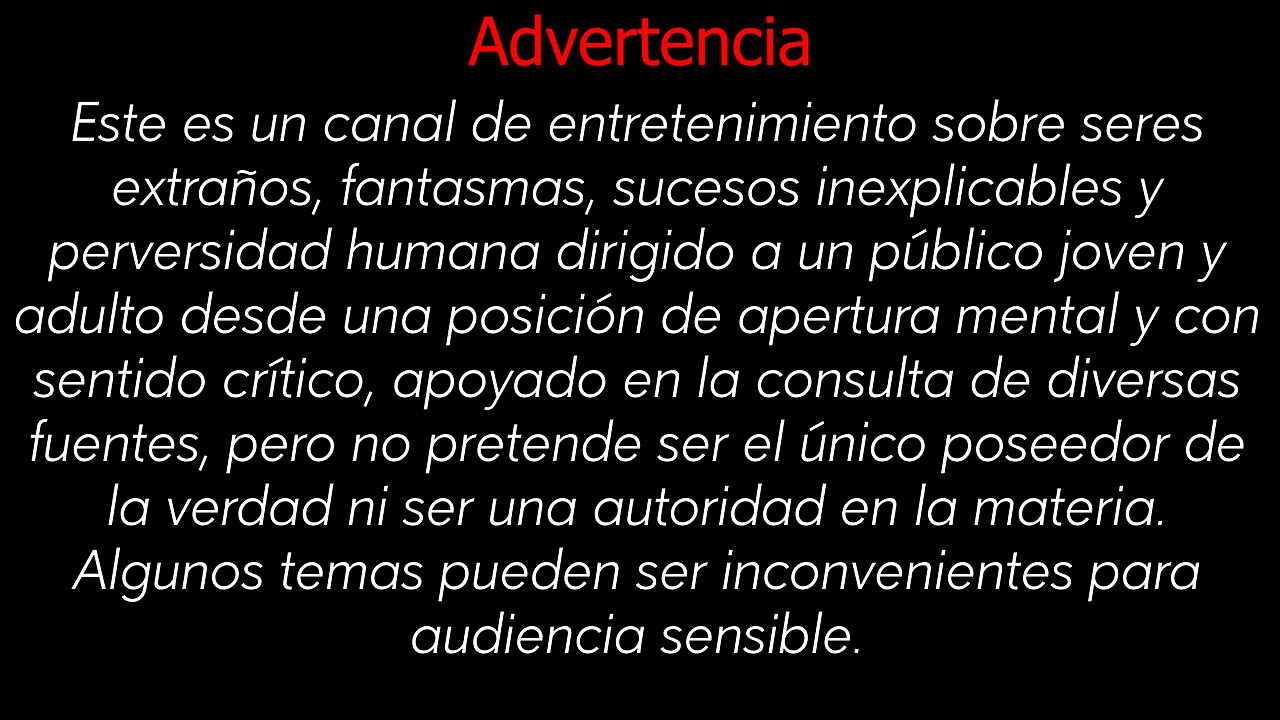 Advertencia
Este es un canal de entretenimiento sobre seres
extraños, fantasmas, sucesos inexplicables y
perversidad humana dirigido a un público joven y
adulto desde una posición de apertura mental y con
sentido crítico, apoyado en la consulta de diversas
fuentes, pero no pretende ser el único poseedor de
la verdad ni ser una autoridad en la materia.
Algunos temas pueden ser inconvenientes para
audiencia sensible.